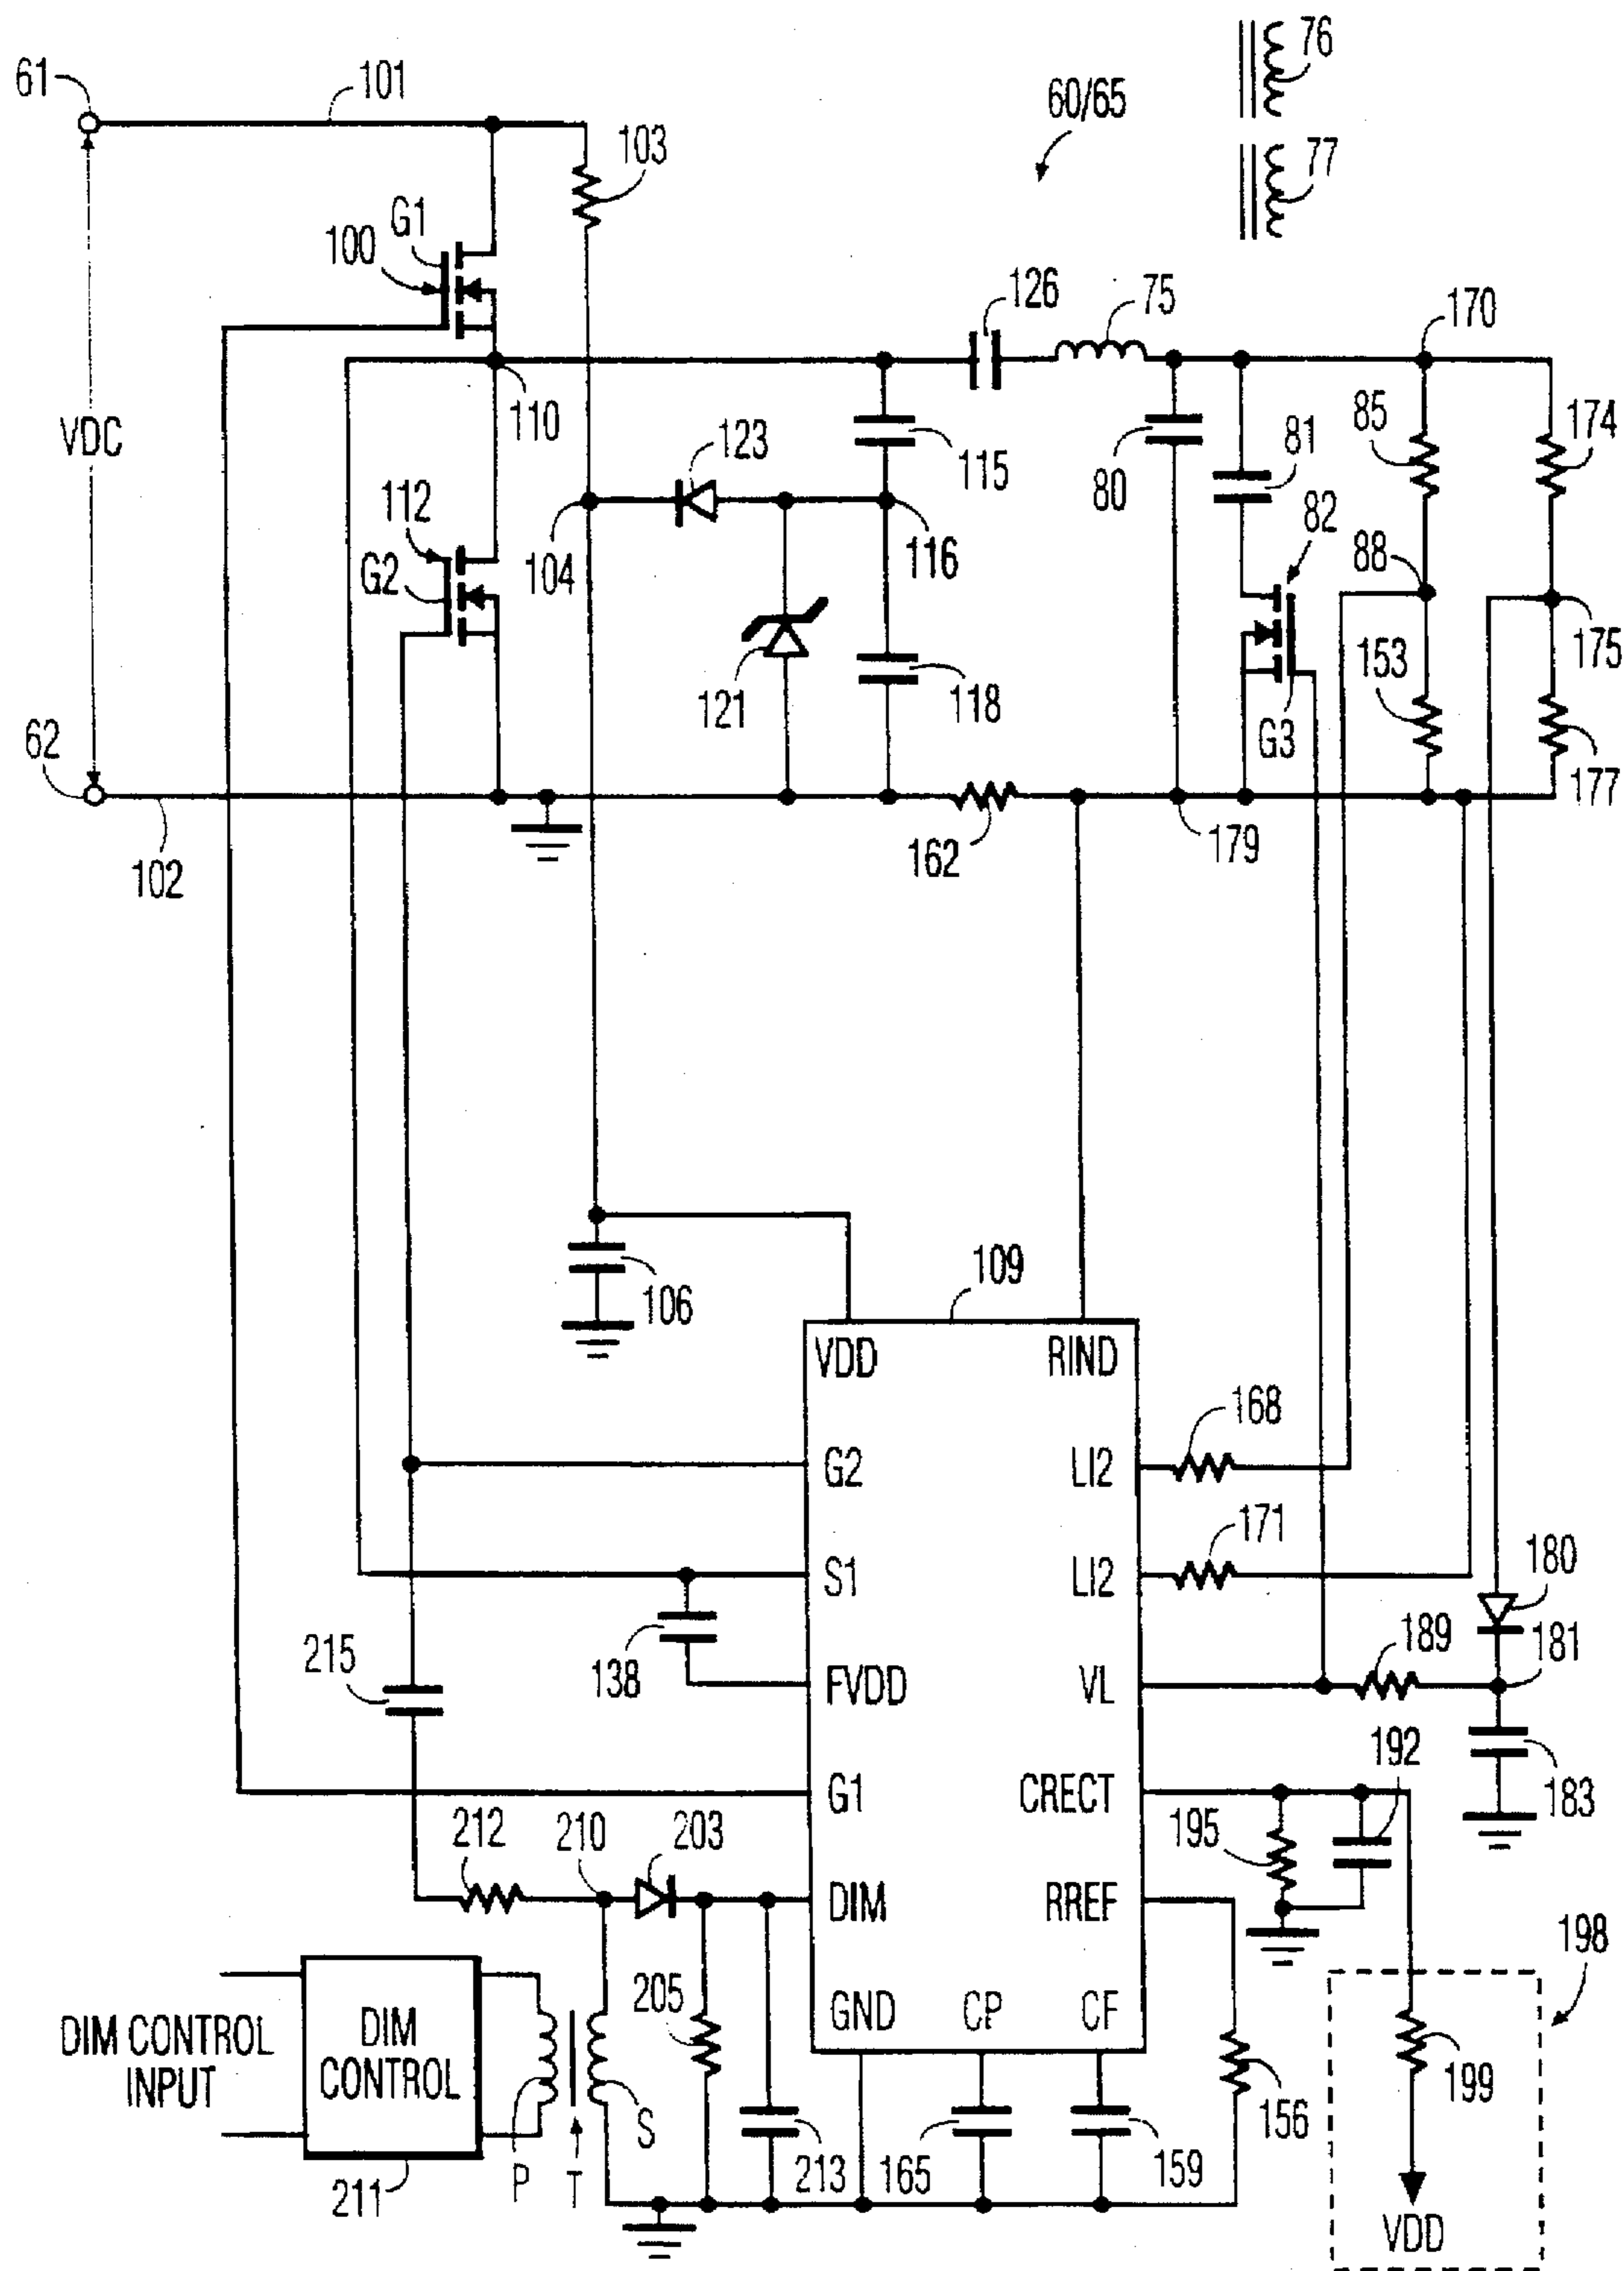 76
61
101
60/65
103
77
G1
100
126
75
170
VDC
110
123
115
80
81
85
174
112
G2
104
116
82
88
175
121
118
G3
153
177
62
102
162
179
109
106
VDD
RIND
168
G2
LI2
171
S1
LI2
180
215
138
189
181
FVDD
VL
192
G1
CRECT
183
212
210
203
195
DIM
RREF
198
205
GND
CP
CF
DIM CONTROL
INPUT
DIM
CONTROL
199
156
S
P
T
213
165
159
211
VDD